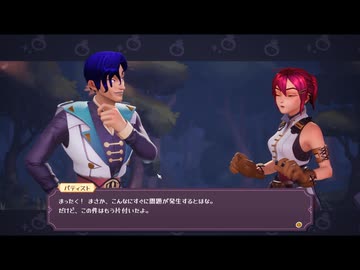 バティスト
まったく！ まさか、こんなにすぐに問題が発生するとはな。
だけど、この件はもう片付いたよ。